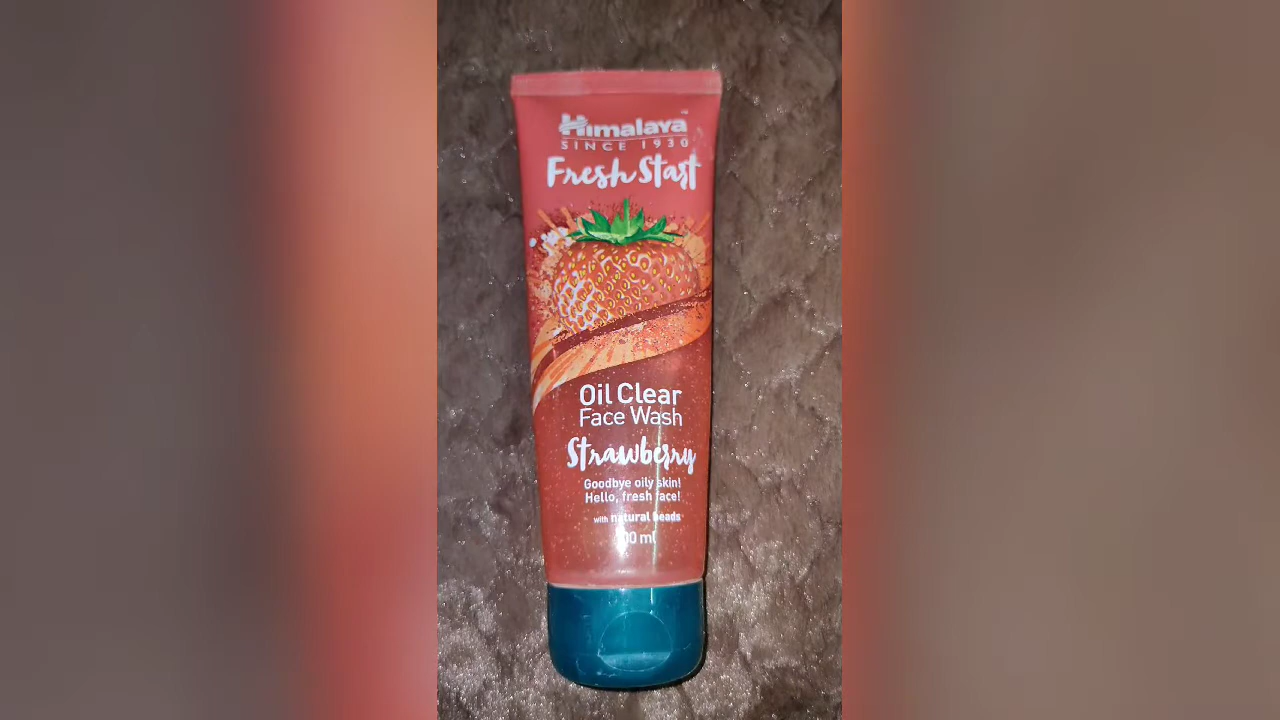 Himalaya
SINCE 1930
Fresh Start
Oil Clear
Face Wash
Strawberry
Goodbye oily skin!
Hello, fresh face!
with natural beads
ml